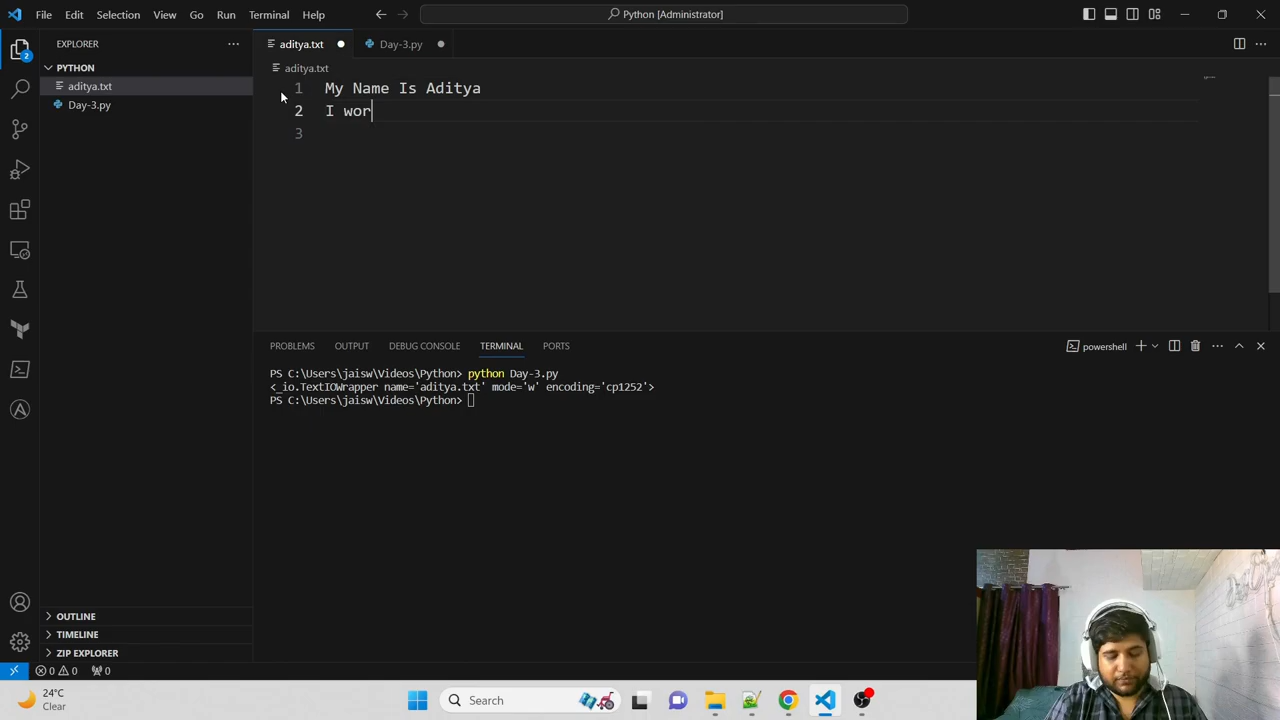 File Edit Selection View Go Run Terminal Help
Python [Administrator]
EXPLORER
PYTHON
aditya.txt
Day-3.py
2
OUTLINE
TIMELINE
ZIP EXPLORER
aditya.txt
Day-3.py
aditya.txt
1 My Name Is Aditya
2 I wor
3
PROBLEMS OUTPUT DEBUG CONSOLE TERMINAL PORTS
powershell
PS C:\Users\jaisw\Videos\Python> python Day-3.py
<_io.TextIOWrapper name='aditya.txt' mode='w' encoding='cp1252'>
PS C:\Users\jaisw\Videos\Python>
0 0 0
24°C
Clear
Search